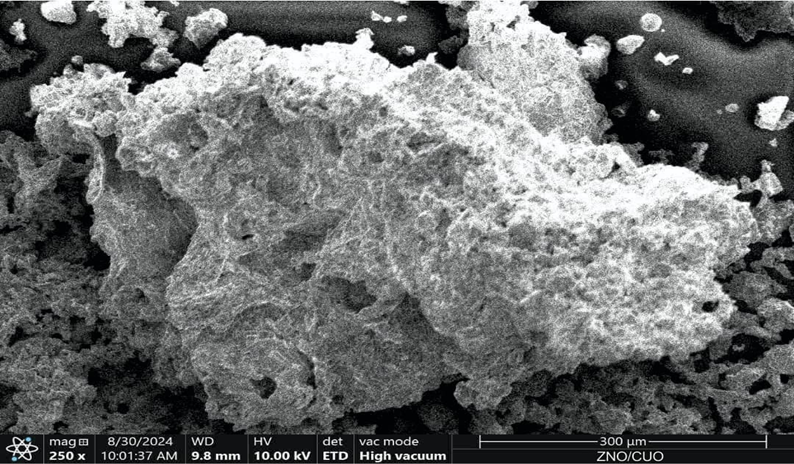 mag 8/30/2024 WD HV det vac mode 300 µm
250 x 10:01:37 AM 9.8 mm 10.00 kV ETD High vacuum ZNO/CUO